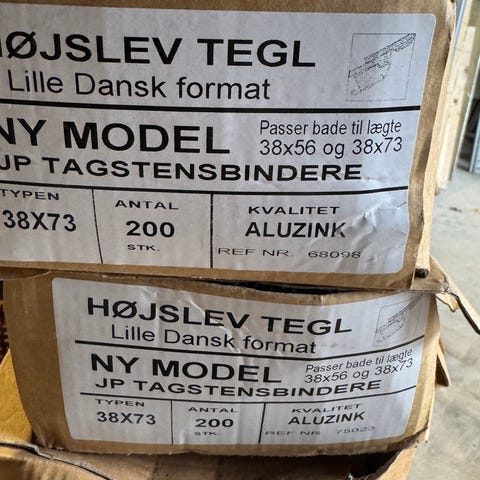 HØJSLEV TEGL
Lille Dansk format
NY MODEL
Passer bade til lægte
38x56 og 38x73
JP TAGSTENSBINDERE
TYPEN
38X73
ANTAL
200
STK.
KVALITET
ALUZINK
REF NR. 68098
HØJSLEV TEGL
Lille Dansk format
NY MODEL
Passer bade til lægte
38x56 og 38x73
JP TAGSTENSBINDERE
TYPEN
38X73
ANTAL
200
STK.
KVALITET
ALUZINK
REF NR 75023